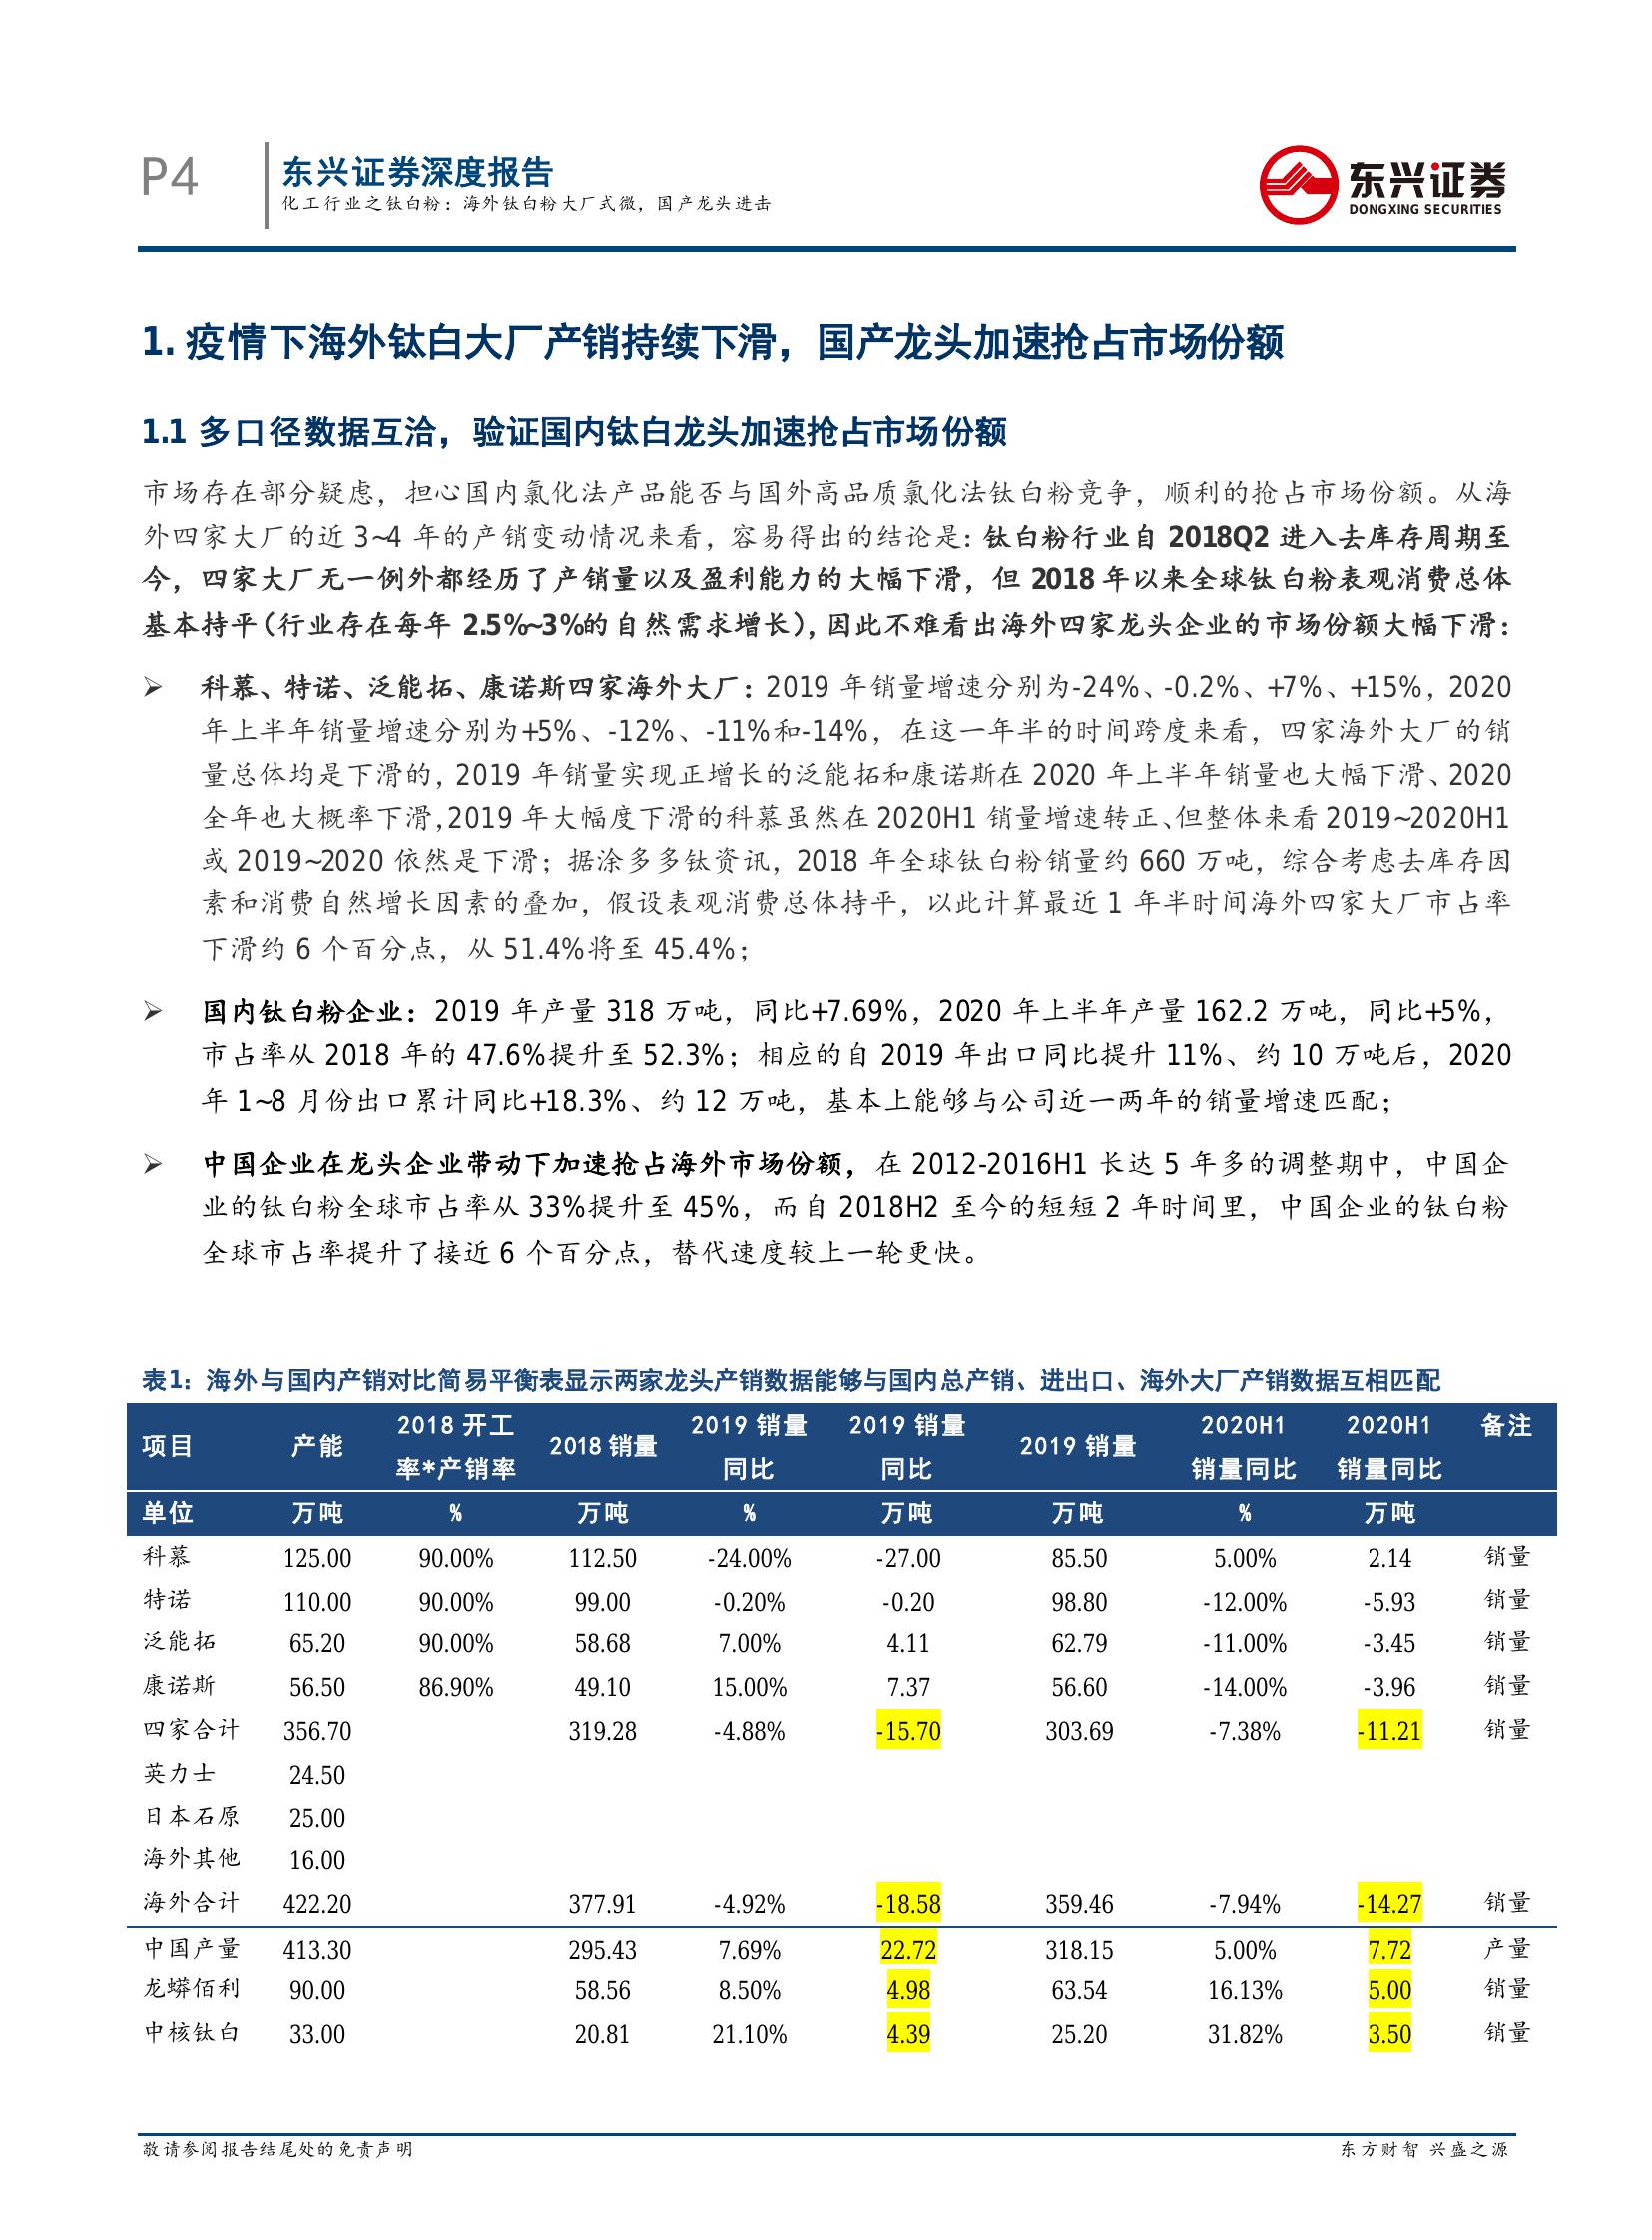 P4
东兴证券深度报告
化工行业之钛白粉：海外钛白粉大厂式微，国产龙头进击
东兴证券
DONGXING SECURITIES
1. 疫情下海外钛白大厂产销持续下滑，国产龙头加速抢占市场份额
1.1 多口径数据互洽，验证国内钛白龙头加速抢占市场份额
市场存在部分疑虑，担心国内氯化法产品能否与国外高品质氯化法钛白粉竞争，顺利的抢占市场份额。从海
外四家大厂的近 3~4 年的产销变动情况来看，容易得出的结论是：钛白粉行业自 2018Q2 进入去库存周期至
今，四家大厂无一例外都经历了产销量以及盈利能力的大幅下滑，但 2018 年以来全球钛白粉表观消费总体
基本持平（行业存在每年 2.5%~3%的自然需求增长），因此不难看出海外四家龙头企业的市场份额大幅下滑：
➢ 科慕、特诺、泛能拓、康诺斯四家海外大厂：2019 年销量增速分别为-24%、-0.2%、+7%、+15%，2020
年上半年销量增速分别为+5%、-12%、-11%和-14%，在这一年半的时间跨度来看，四家海外大厂的销
量总体均是下滑的，2019 年销量实现正增长的泛能拓和康诺斯在 2020 年上半年销量也大幅下滑、2020
全年也大概率下滑，2019 年大幅度下滑的科慕虽然在 2020H1 销量增速转正、但整体来看 2019~2020H1
或 2019~2020 依然是下滑；据涂多多钛资讯，2018 年全球钛白粉销量约 660 万吨，综合考虑去库存因
素和消费自然增长因素的叠加，假设表观消费总体持平，以此计算最近 1 年半时间海外四家大厂市占率
下滑约 6 个百分点，从 51.4%将至 45.4%；
➢ 国内钛白粉企业：2019 年产量 318 万吨，同比+7.69%，2020 年上半年产量 162.2 万吨，同比+5%，
市占率从 2018 年的 47.6%提升至 52.3%；相应的自 2019 年出口同比提升 11%、约 10 万吨后，2020
年 1~8 月份出口累计同比+18.3%、约 12 万吨，基本上能够与公司近一两年的销量增速匹配；
➢ 中国企业在龙头企业带动下加速抢占海外市场份额，在 2012-2016H1 长达 5 年多的调整期中，中国企
业的钛白粉全球市占率从 33%提升至 45%，而自 2018H2 至今的短短 2 年时间里，中国企业的钛白粉
全球市占率提升了接近 6 个百分点，替代速度较上一轮更快。
表1：海外与国内产销对比简易平衡表显示两家龙头产销数据能够与国内总产销、进出口、海外大厂产销数据互相匹配
项目 产能 2018 开工率*产销率 2018 销量 2019 销量同比 2019 销量同比 2019 销量 2020H1 销量同比 2020H1 销量同比 备注
单位 万吨 % 万吨 % 万吨 万吨 % 万吨
科慕 125.00 90.00% 112.50 -24.00% -27.00 85.50 5.00% 2.14 销量
特诺 110.00 90.00% 99.00 -0.20% -0.20 98.80 -12.00% -5.93 销量
泛能拓 65.20 90.00% 58.68 7.00% 4.11 62.79 -11.00% -3.45 销量
康诺斯 56.50 86.90% 49.10 15.00% 7.37 56.60 -14.00% -3.96 销量
四家合计 356.70 319.28 -4.88% -15.70 303.69 -7.38% -11.21 销量
英力士 24.50
日本石原 25.00
海外其他 16.00
海外合计 422.20 377.91 -4.92% -18.58 359.46 -7.94% -14.27 销量
中国产量 413.30 295.43 7.69% 22.72 318.15 5.00% 7.72 产量
龙蟒佰利 90.00 58.56 8.50% 4.98 63.54 16.13% 5.00 销量
中核钛白 33.00 20.81 21.10% 4.39 25.20 31.82% 3.50 销量
敬请参阅报告结尾处的免责声明
东方财智 兴盛之源